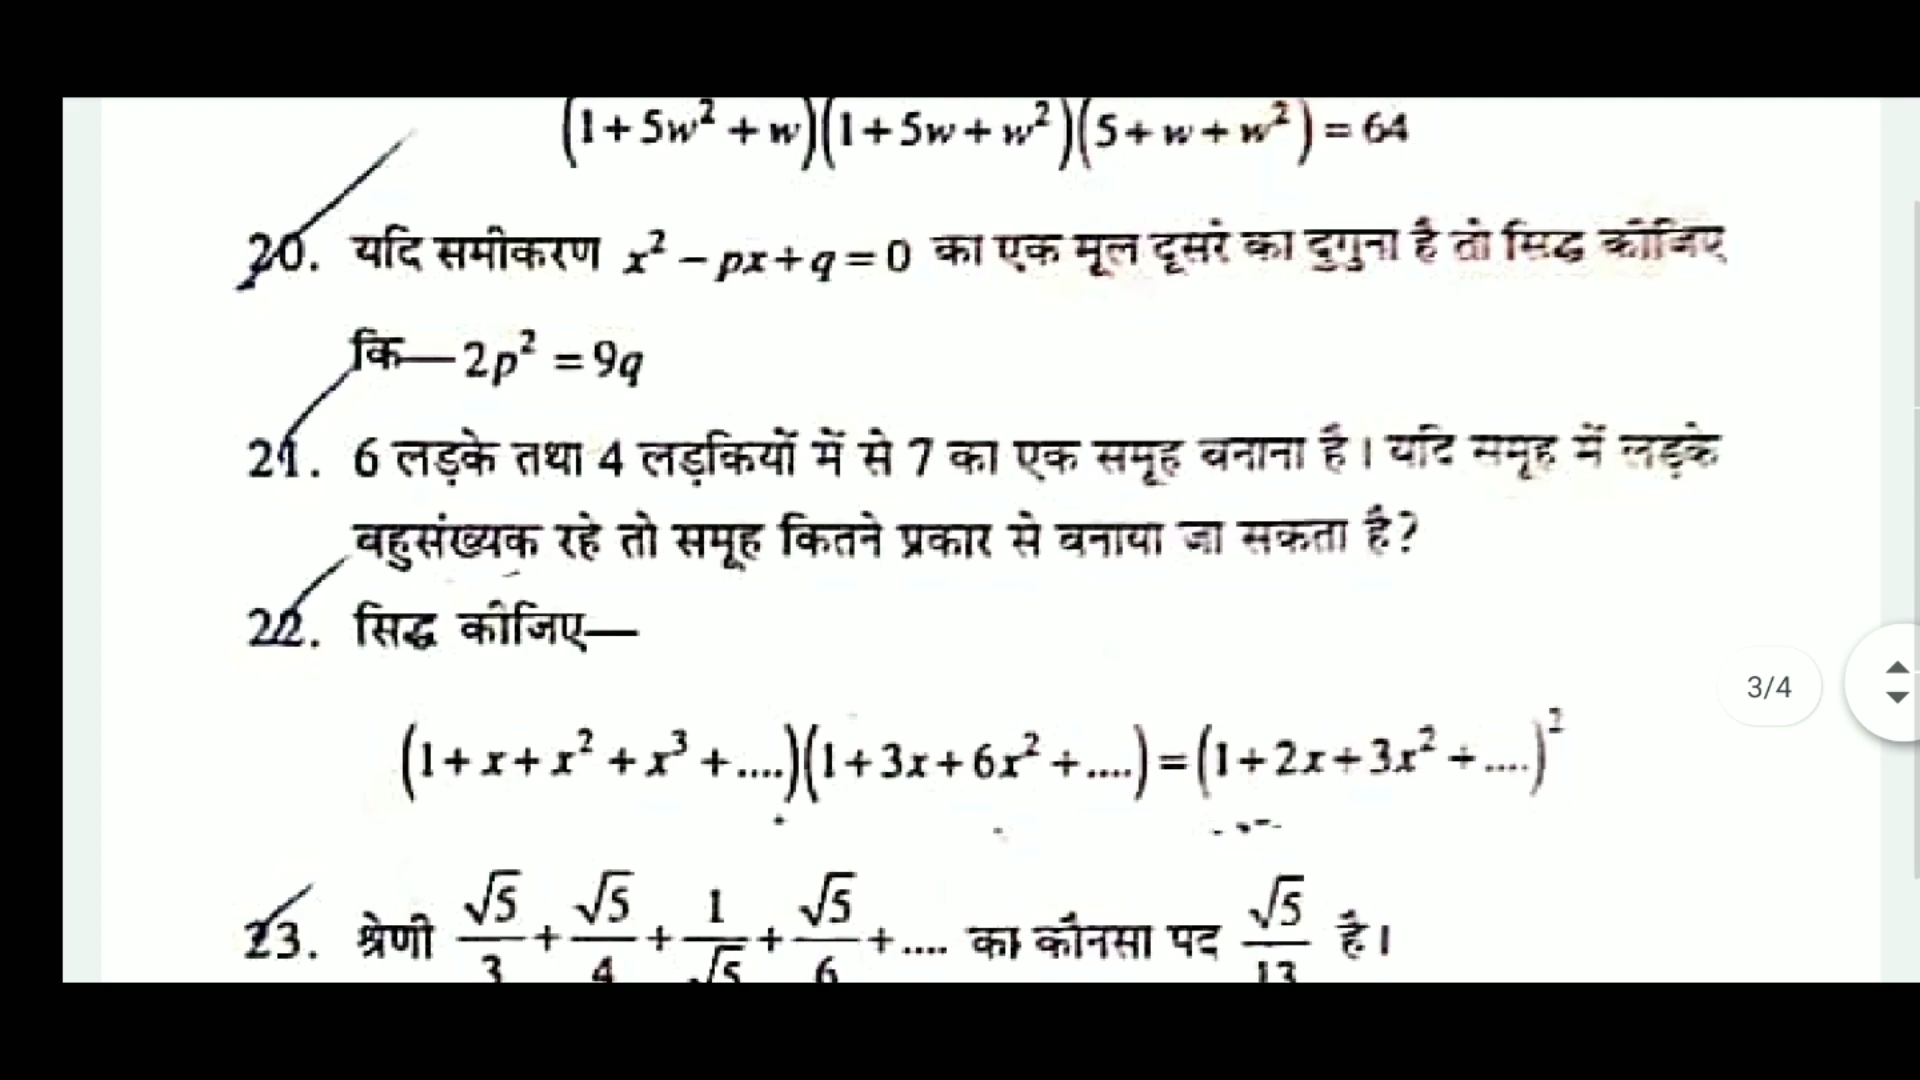 (1+5w²+w)(1+5w+w²)(5+w+w²)=64
20. यदि समीकरण x²-px+q=0 का एक मूल दूसरे का दुगुना है तो सिद्ध कीजिए
कि—2p²=9q
21. 6 लड़के तथा 4 लड़कियों में से 7 का एक समूह बनाना है। यदि समूह में लड़के
बहुसंख्यक रहे तो समूह कितने प्रकार से बनाया जा सकता है?
22. सिद्ध कीजिए—
(1+x+x²+x³+....)(1+3x+6x²+....)=(1+2x+3x²+....)²
3/4
23. श्रेणी √5/3+√5/4+1/√5+√5/6+.... का कौनसा पद √5/13 है।